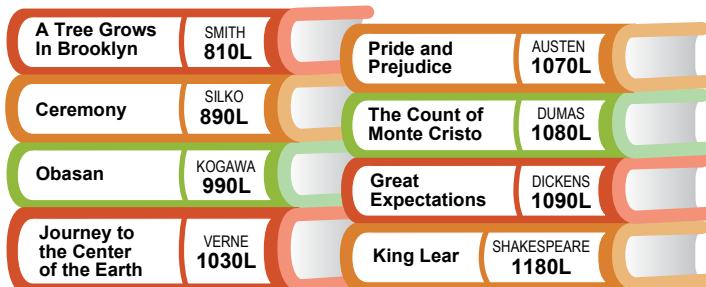 A Tree Grows
In Brooklyn
SMITH
810L
Ceremony
SILKO
890L
Obasan
KOGAWA
990L
Journey to
the Center
of the Earth
VERNE
1030L
Pride and
Prejudice
AUSTEN
1070L
The Count of
Monte Cristo
DUMAS
1080L
Great
Expectations
DICKENS
1090L
King Lear
SHAKESPEARE
1180L